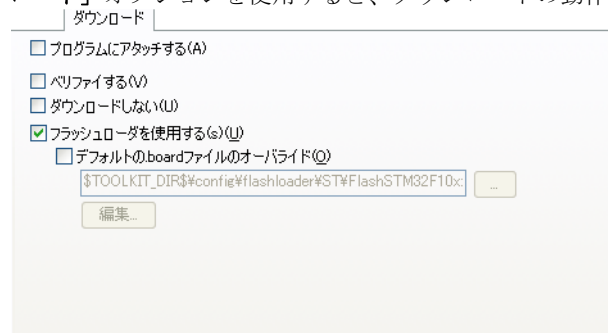 ダウンロード
プログラムにアタッチする(A)
ベリファイする(V)
ダウンロードしない(U)
フラッシュローダを使用する(s)(U)
デフォルトの.boardファイルのオーバライド(O)
$TOOLKIT_DIR$¥config¥flashloader¥ST¥FlashSTM32F10x:
...
編集...